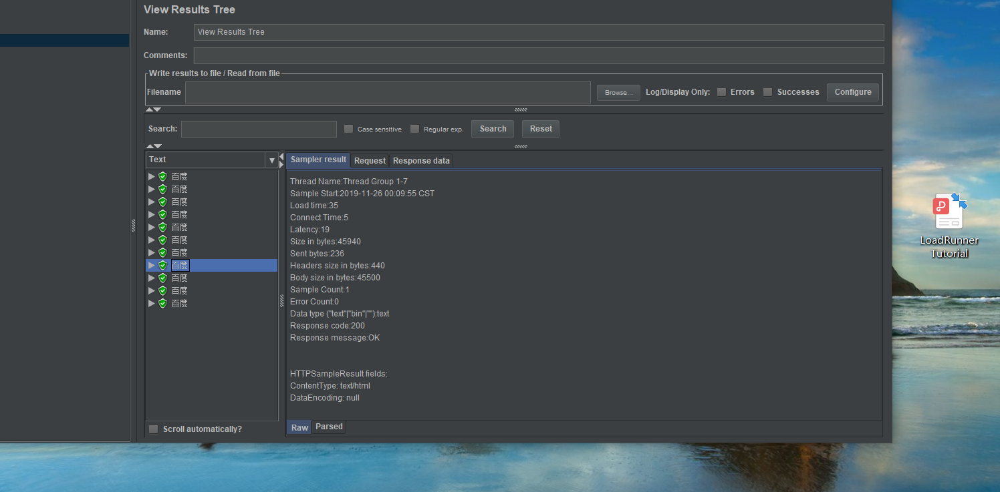 View Results Tree
Name: View Results Tree
Comments:
Write results to file / Read from file
Filename Browse... Log/Display Only: Errors Successes Configure
Search: Case sensitive Regular exp. Search Reset
Text
百度
百度
百度
百度
百度
百度
百度
百度
百度
百度
百度
Scroll automatically?
Sampler result Request Response data
Thread Name:Thread Group 1-7
Sample Start:2019-11-26 00:09:55 CST
Load time:35
Connect Time:5
Latency:19
Size in bytes:45940
Sent bytes:236
Headers size in bytes:440
Body size in bytes:45500
Sample Count:1
Error Count:0
Data type ("text"|"bin"|""):text
Response code:200
Response message:OK
HTTPSampleResult fields:
ContentType: text/html
DataEncoding: null
Raw Parsed
LoadRunner
Tutorial